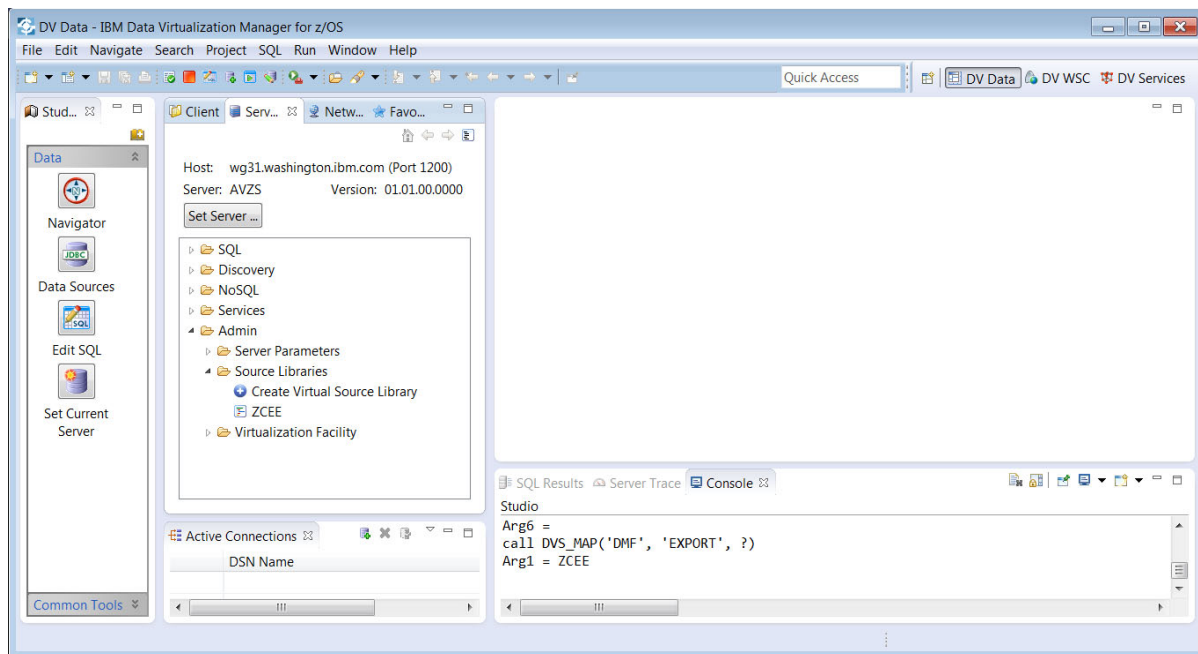 DV Data - IBM Data Virtualization Manager for z/OS
File Edit Navigate Search Project SQL Run Window Help
Quick Access
DV Data
DV WSC
DV Services
Stud...
Data
Navigator
JDBC
Data Sources
SQL
Edit SQL
Set Current
Server
Common Tools
Client
Serv...
Netw...
Favo...
Host: wg31.washington.ibm.com (Port 1200)
Server: AVZS Version: 01.01.00.0000
Set Server ...
SQL
Discovery
NoSQL
Services
Admin
Server Parameters
Source Libraries
Create Virtual Source Library
ZCEE
Virtualization Facility
Active Connections
DSN Name
SQL Results
Server Trace
Console
Studio
Arg6 =
call DVS_MAP('DMF', 'EXPORT', ?)
Arg1 = ZCEE